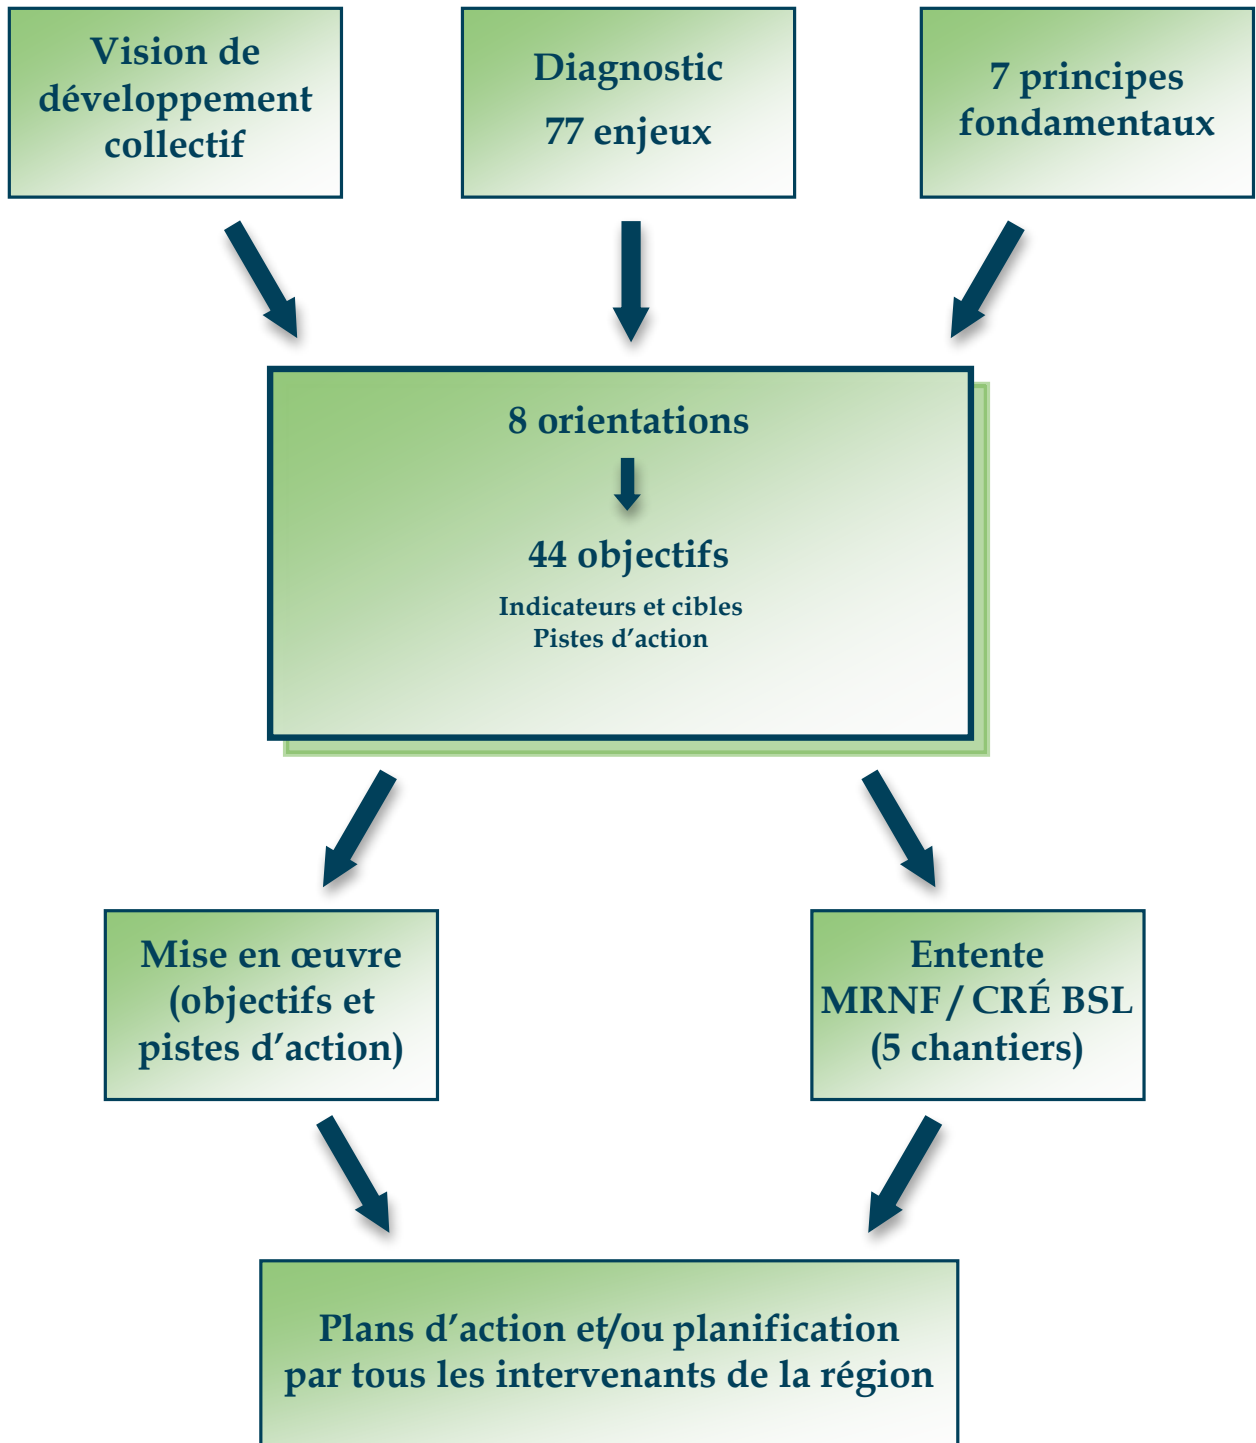 Vision de
développement
collectif
Diagnostic
77 enjeux
7 principes
fondamentaux
8 orientations
44 objectifs
Indicateurs et cibles
Pistes d’action
Mise en œuvre
(objectifs et
pistes d’action)
Entente
MRNF / CRÉ BSL
(5 chantiers)
Plans d’action et/ou planification
par tous les intervenants de la région